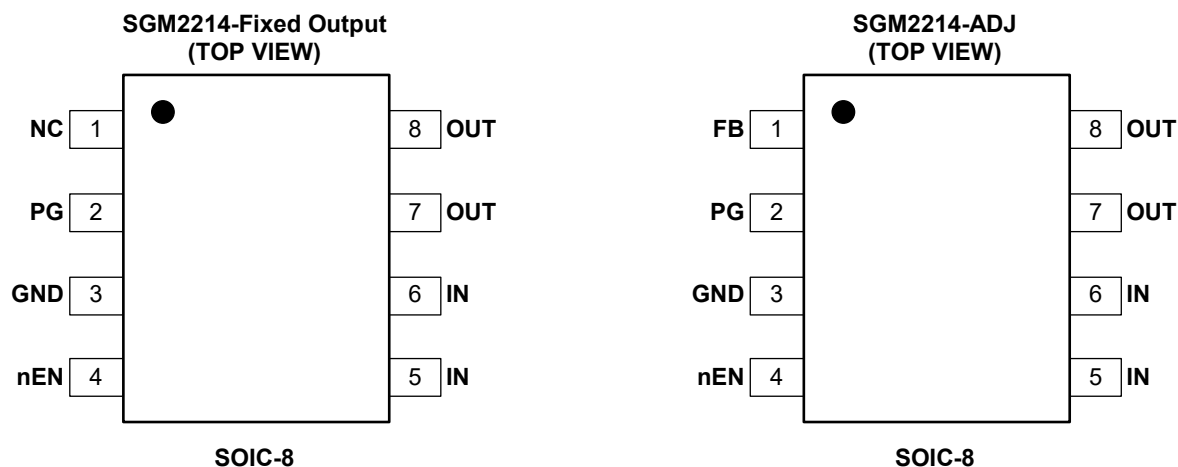 SGM2214-Fixed Output
(TOP VIEW)
NC 1 8 OUT
PG 2 7 OUT
GND 3 6 IN
nEN 4 5 IN
SOIC-8
SGM2214-ADJ
(TOP VIEW)
FB 1 8 OUT
PG 2 7 OUT
GND 3 6 IN
nEN 4 5 IN
SOIC-8